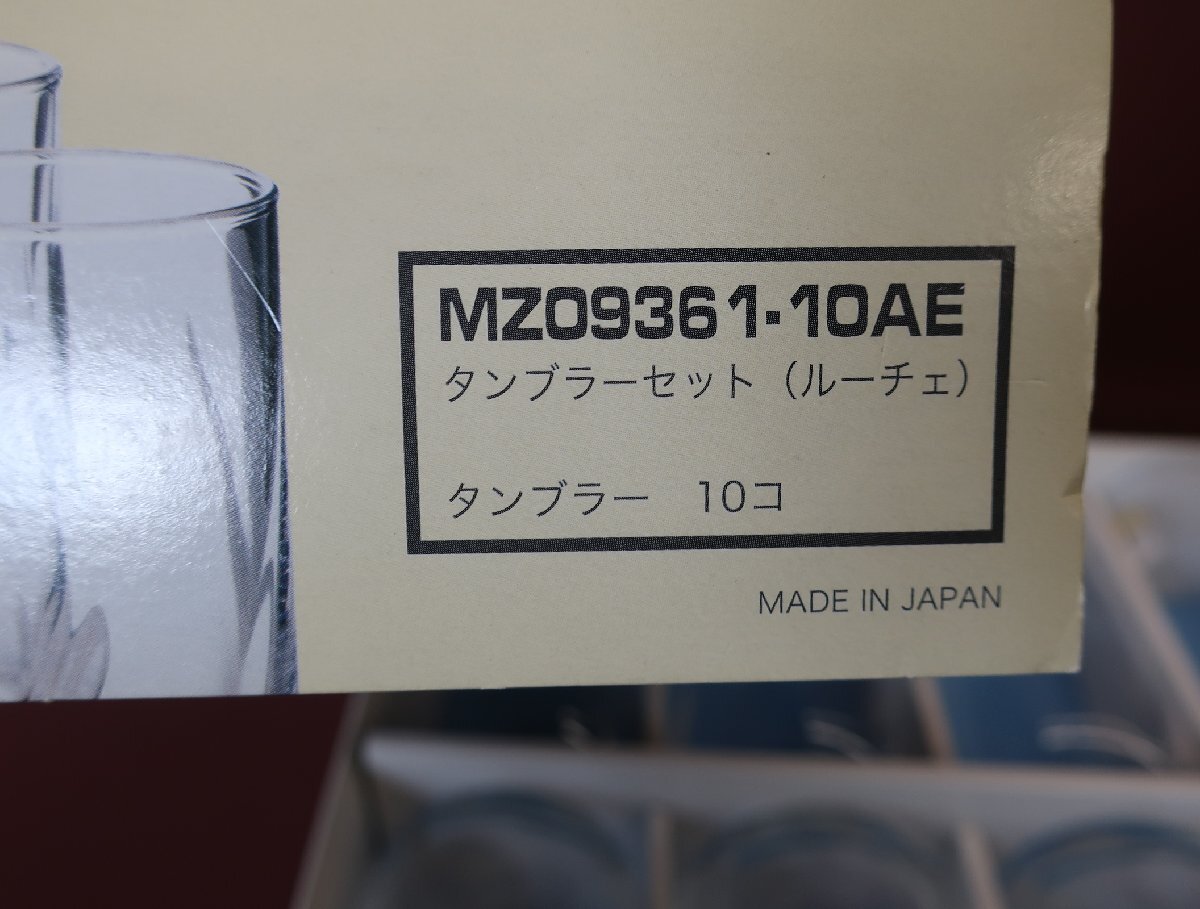 MZ09361-10AE
タンブラーセット（ルーチェ）
タンブラー　10コ
MADE IN JAPAN